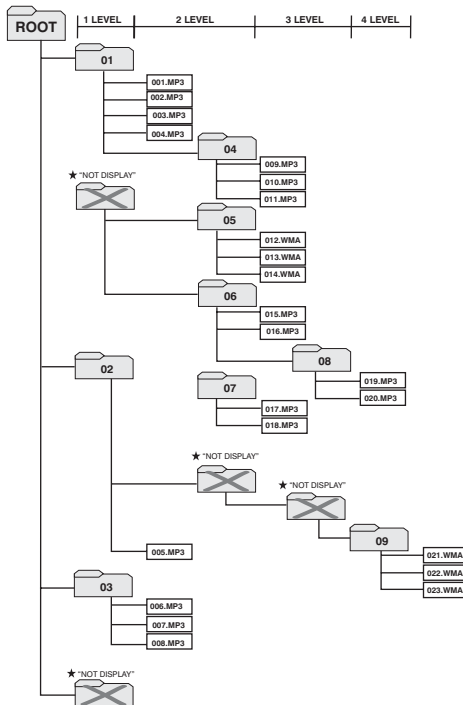 ROOT
1 LEVEL 2 LEVEL 3 LEVEL 4 LEVEL
01
001.MP3
002.MP3
003.MP3
004.MP3
04
009.MP3
010.MP3
011.MP3
★ "NOT DISPLAY"
05
012.WMA
013.WMA
014.WMA
06
015.MP3
016.MP3
08
019.MP3
020.MP3
02
07
017.MP3
018.MP3
★ "NOT DISPLAY"
★ "NOT DISPLAY"
09
021.WMA
022.WMA
023.WMA
005.MP3
03
006.MP3
007.MP3
008.MP3
★ "NOT DISPLAY"